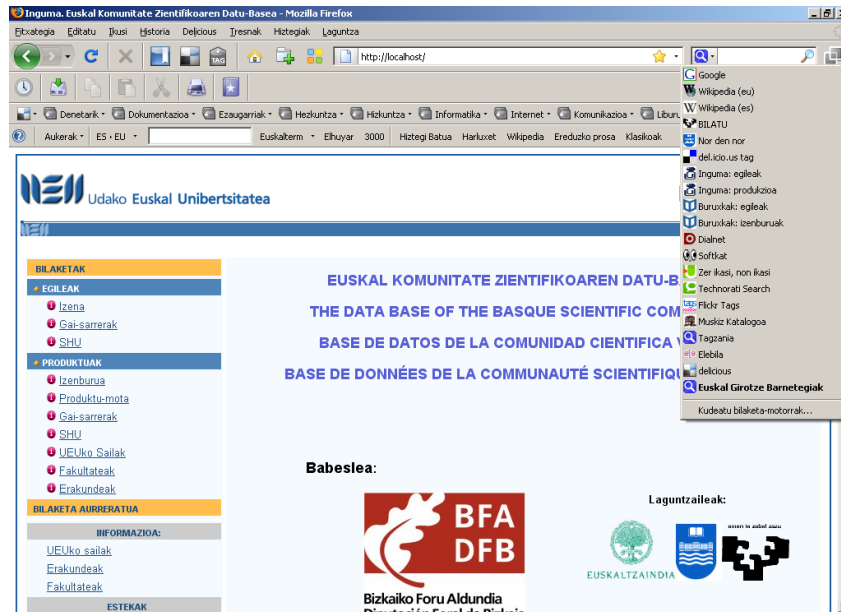 Inguma. Euskal Komunitate Zientifikoaren Datu-Basea - Mozilla Firefox
Fitxategia Editatu Ikusi Historia Delicious Tresnak Hiztegiak Laguntza
TAG
http://localhost/
Denetarik Dokumentazioa Ezaugarriak Hezkuntza Hizkuntza Informatika Internet Komunikazioa Liburu
Aukerak ES › EU Euskalterm Elhuyar 3000 Hiztegi Batua Harluxet Wikipedia Ereduzko prosa Klasikoak
Google
Wikipedia (eu)
Wikipedia (es)
BILATU
Nor den nor
del.icio.us tag
Inguma: egileak
Inguma: produkzioa
Buruxkak: egileak
Buruxkak: izenburuak
Dialnet
Softkat
Zer ikasi, non ikasi
Technorati Search
Flickr Tags
Muskiz Katalogoa
Tagzania
Elebila
delicious
Euskal Girotze Barnetegiak
Kudeatu bilaketa-motorrak...
Udako Euskal Unibertsitatea
BILAKETAK
EGILEAK
Izena
Gai-sarrerak
SHU
PRODUKTUAK
Izenburua
Produktu-mota
Gai-sarrerak
SHU
UEUko Sailak
Fakultateak
Erakundeak
BILAKETA AURRERATUA
INFORMAZIOA:
UEUko sailak
Erakundeak
Fakultateak
ESTEKAK
EUSKAL KOMUNITATE ZIENTIFIKOAREN DATU-B
THE DATA BASE OF THE BASQUE SCIENTIFIC COM
BASE DE DATOS DE LA COMUNIDAD CIENTIFICA
BASE DE DONNÉES DE LA COMMUNAUTÉ SCIENTIFIQ
Babeslea:
BFA
DFB
Bizkaiko Foru Aldundia
Diputación Foral de Bizkaia
Laguntzaileak:
EUSKALTZAINDIA